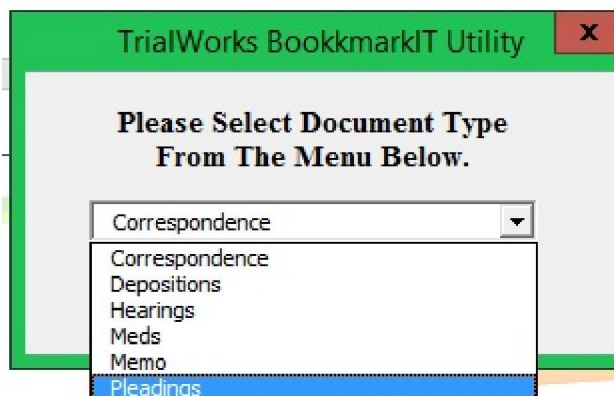 TrialWorks BookkmarkIT Utility
x
Please Select Document Type
From The Menu Below.
Correspondence
Correspondence
Depositions
Hearings
Meds
Memo
Pleadings